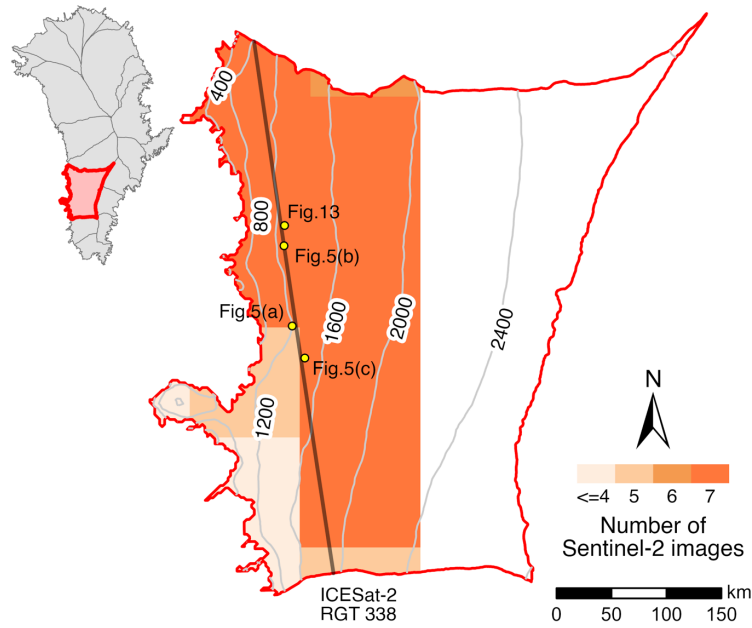 400
800
Fig.13
Fig.5(b)
Fig.5(a)
1600
2000
2400
Fig.5(c)
1200
N
<=4 5 6 7
Number of
Sentinel-2 images
ICESat-2
RGT 338
km
0 50 100 150